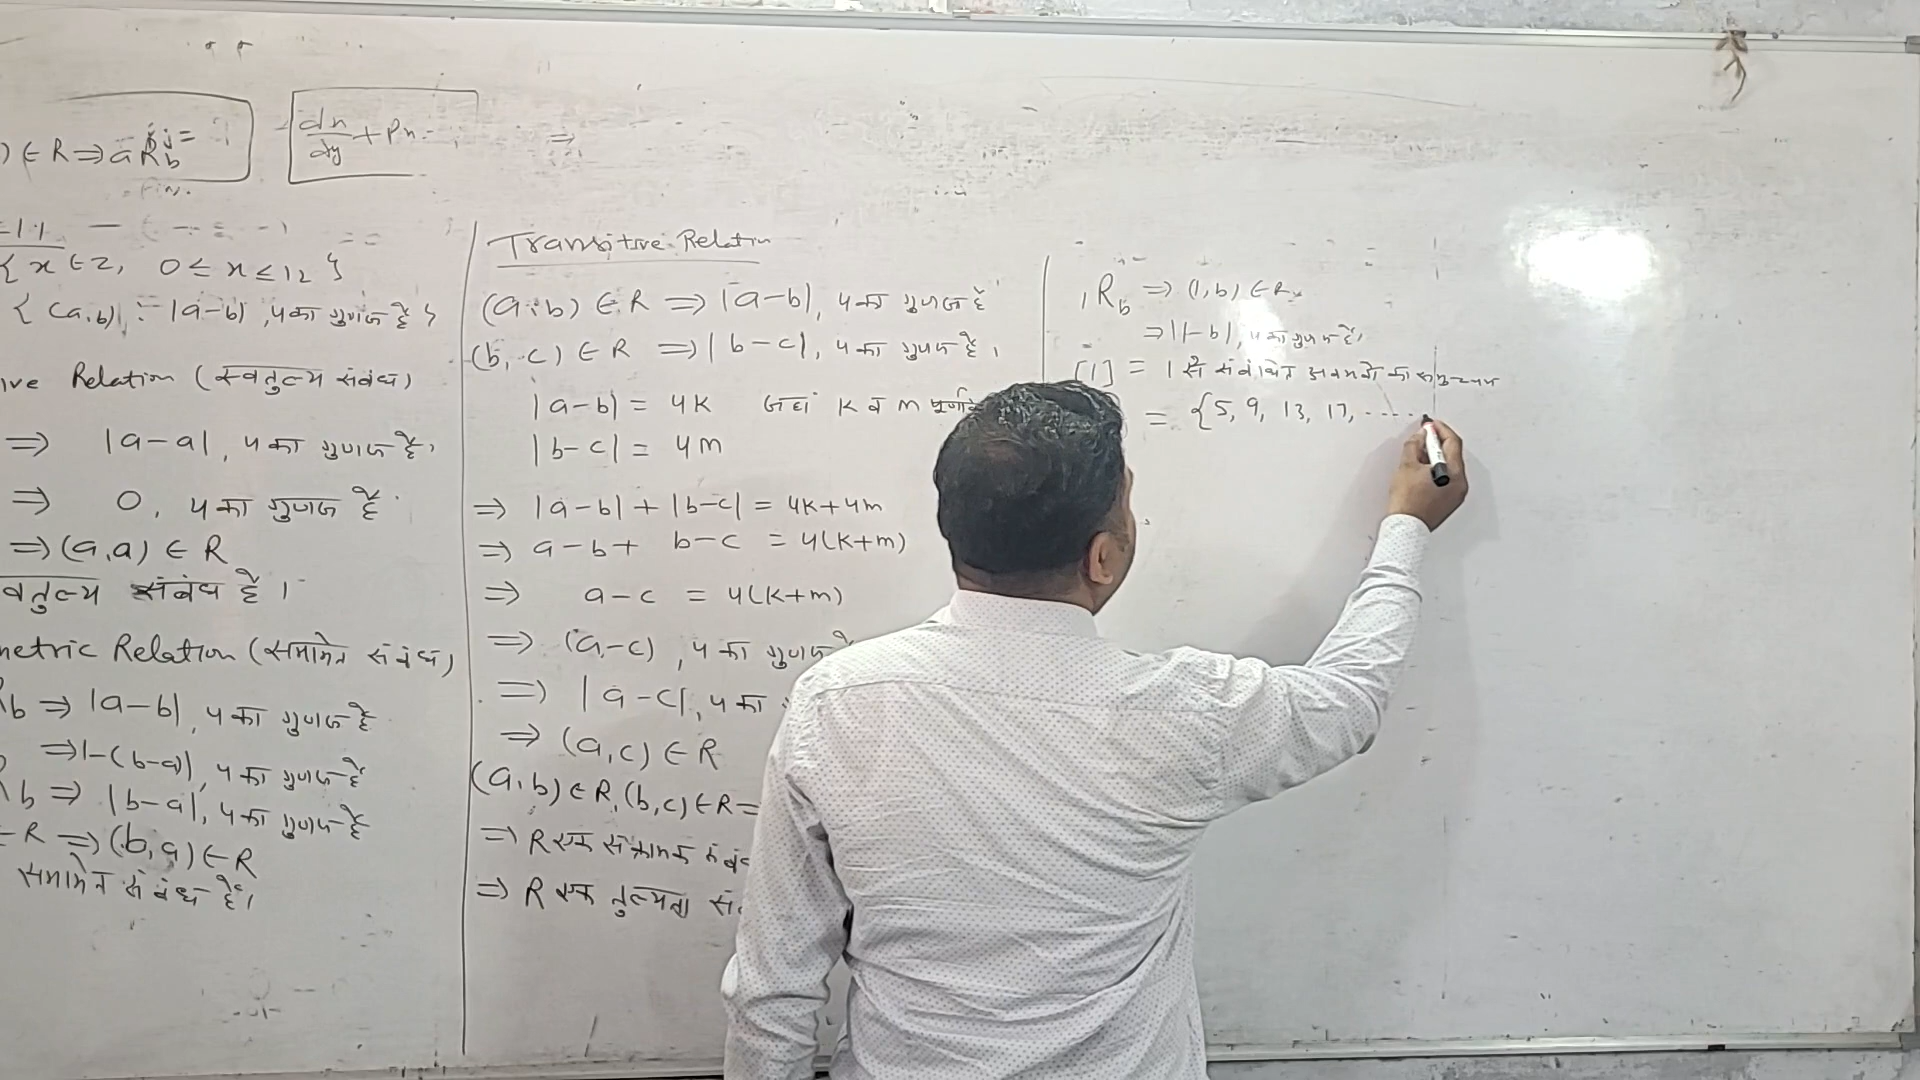 ) ∈ R ⇒ a R b
dx/dy + Px =
{ x ∈ Z, 0 ≤ x ≤ 12 }
{ (a,b) : |a-b|, 4 का गुणज है }
ive Relation (स्वतुल्य संबंध)
⇒ |a-a|, 4 का गुणज है,
⇒ 0, 4 का गुणज है.
⇒ (a,a) ∈ R
वतुल्य संबंध है।
metric Relation (सममित संबंध)
b ⇒ |a-b|, 4 का गुणज है
⇒ |-(b-a)|, 4 का गुणज है
b ⇒ |b-a|, 4 का गुणज है
∈ R ⇒ (b,a) ∈ R
सममित संबंध है।
Transitive Relation
(a,b) ∈ R ⇒ |a-b|, 4 का गुणज है
(b,c) ∈ R ⇒ |b-c|, 4 का गुणज है।
|a-b| = 4K जहां K व m
|b-c| = 4m
⇒ |a-b| + |b-c| = 4K+4m
⇒ a-b + b-c = 4(K+m)
⇒ a-c = 4(K+m)
⇒ (a-c), 4 का गुणज है
⇒ |a-c|, 4 का
⇒ (a,c) ∈ R
(a,b) ∈ R, (b,c) ∈ R =
⇒ R एक संक्रामक संबंध
⇒ R एक तुल्यता सं
1 R b ⇒ (1,b) ∈ R
⇒ |1-b|, 4 का गुणज है,
[1] = 1 से संबंधित अवयवों का समुच्चय
= {5, 9, 13, 17, ......